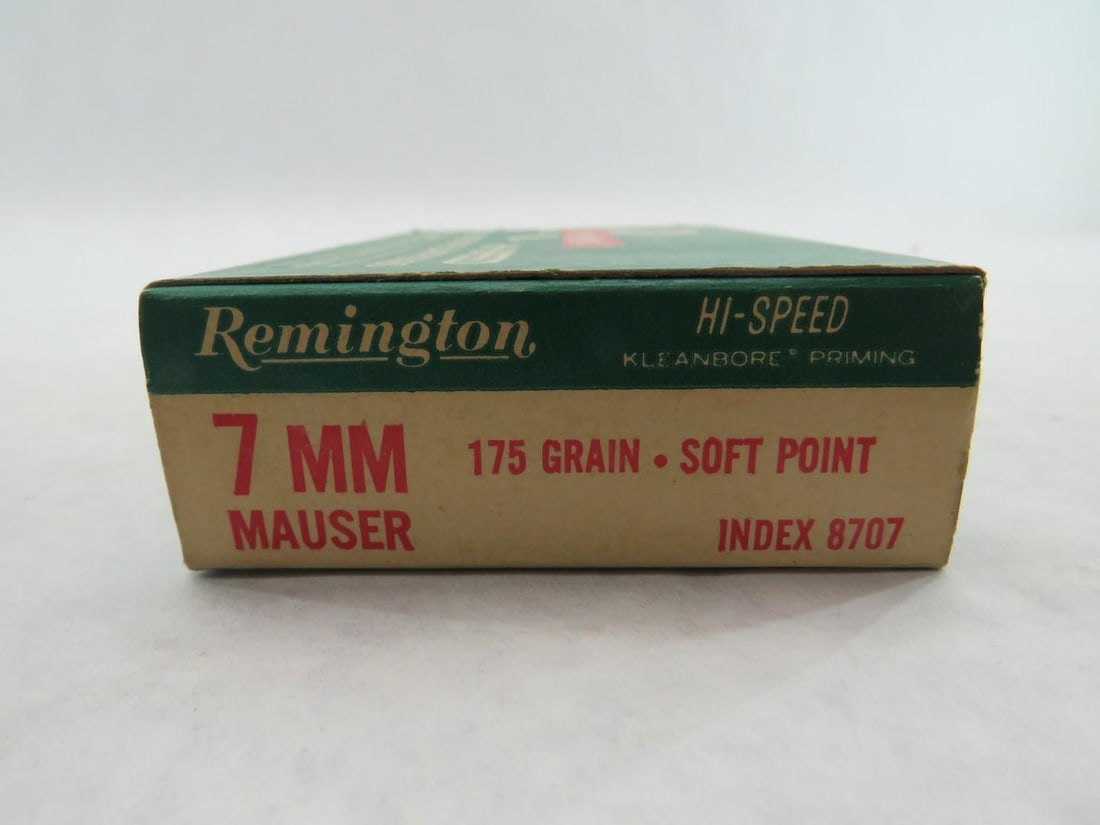 Remington
HI-SPEED
KLEANBORE® PRIMING
7 MM
MAUSER
175 GRAIN • SOFT POINT
INDEX 8707